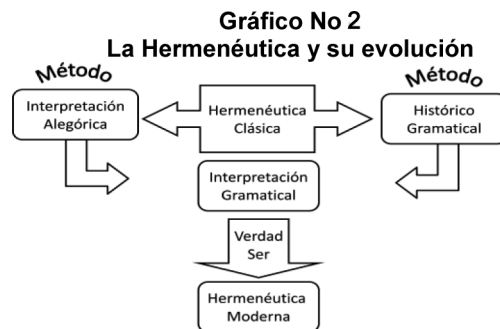 Gráfico No 2
La Hermenéutica y su evolución
Método
Interpretación
Alegórica
Hermenéutica
Clásica
Método
Histórico
Gramatical
Interpretación
Gramatical
Verdad
Ser
Hermenéutica
Moderna